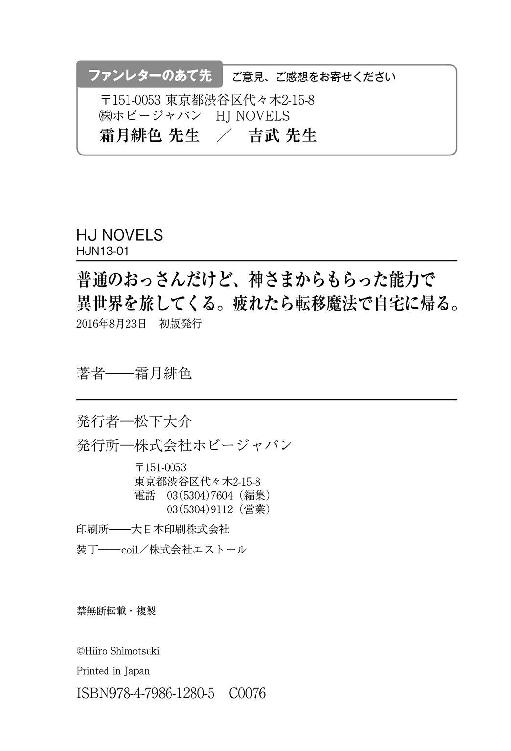 ファンレターのあて先 ご意見、ご感想をお寄せください
〒151-0053 東京都渋谷区代々木2-15-8
㈱ホビージャパン HJ NOVELS
霜月緋色 先生 ／ 吉武 先生
HJ NOVELS
HJN13-01
普通のおっさんだけど、神さまからもらった能力で
異世界を旅してくる。疲れたら転移魔法で自宅に帰る。
2016年8月23日 初版発行
著者――霜月緋色
発行者―松下大介
発行所―株式会社ホビージャパン
〒151-0053
東京都渋谷区代々木2-15-8
電話 03(5304)7604（編集）
03(5304)9112（営業）
印刷所――大日本印刷株式会社
装丁――coil／株式会社エストール
禁無断転載・複製
©Hiiro Shimotsuki
Printed in Japan
ISBN978-4-7986-1280-5 C0076